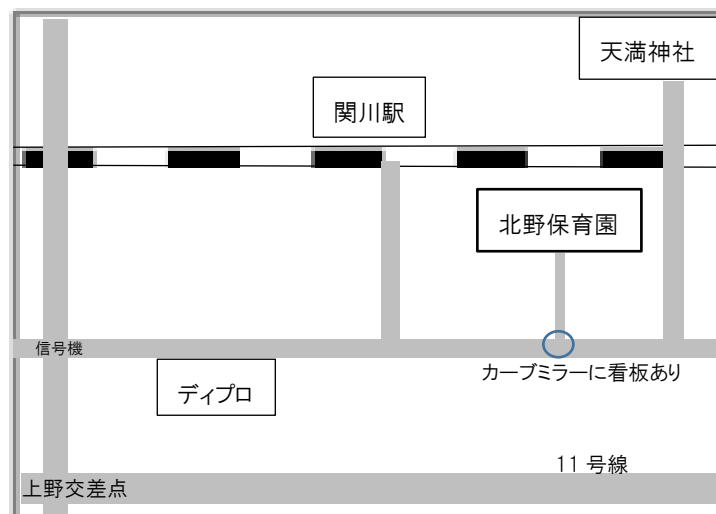 天満神社
関川駅
北野保育園
信号機
カーブミラーに看板あり
ディプロ
11 号線
上野交差点